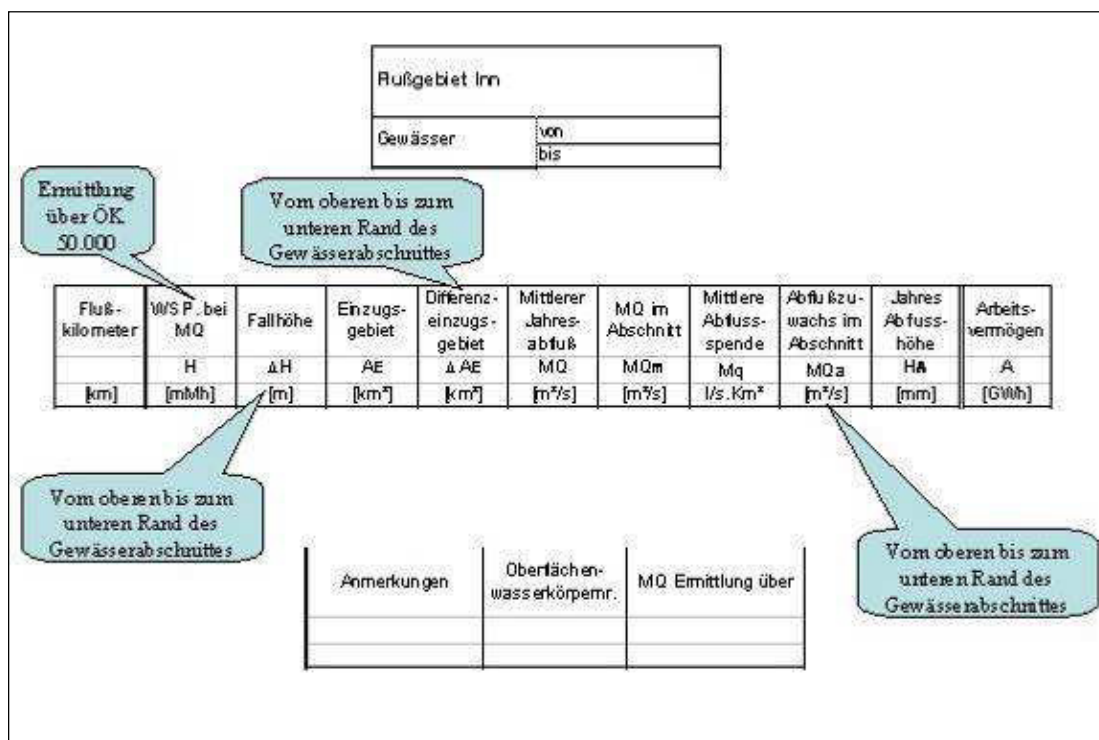 Flußgebiet Inn
Gewässer
von
bis
Ermittlung
über ÖK
50.000
Vom oberen bis zum
unteren Rand des
Gewässerabschnittes
Fluß-
kilometer
[km]
WSP. bei
MQ
H
[mMh]
Fallhöhe
ΔH
[m]
Einzugs-
gebiet
AE
[km²]
Differenz-
einzugs-
gebiet
ΔAE
[km²]
Mittlerer
Jahres-
abfluß
MQ
[m³/s]
MQ im
Abschnitt
MQm
[m³/s]
Mittlere
Abfluss-
spende
Mq
l/s.Km²
Abflußzu-
wachs im
Abschnitt
MQa
[m³/s]
Jahres
Abfluss-
höhe
HA
[mm]
Arbeits-
vermögen
A
[GWh]
Vom oberen bis zum
unteren Rand des
Gewässerabschnittes
Vom oberen bis zum
unteren Rand des
Gewässerabschnittes
Anmerkungen
Oberflächen-
wasserkörpernr.
MQ Ermittlung über